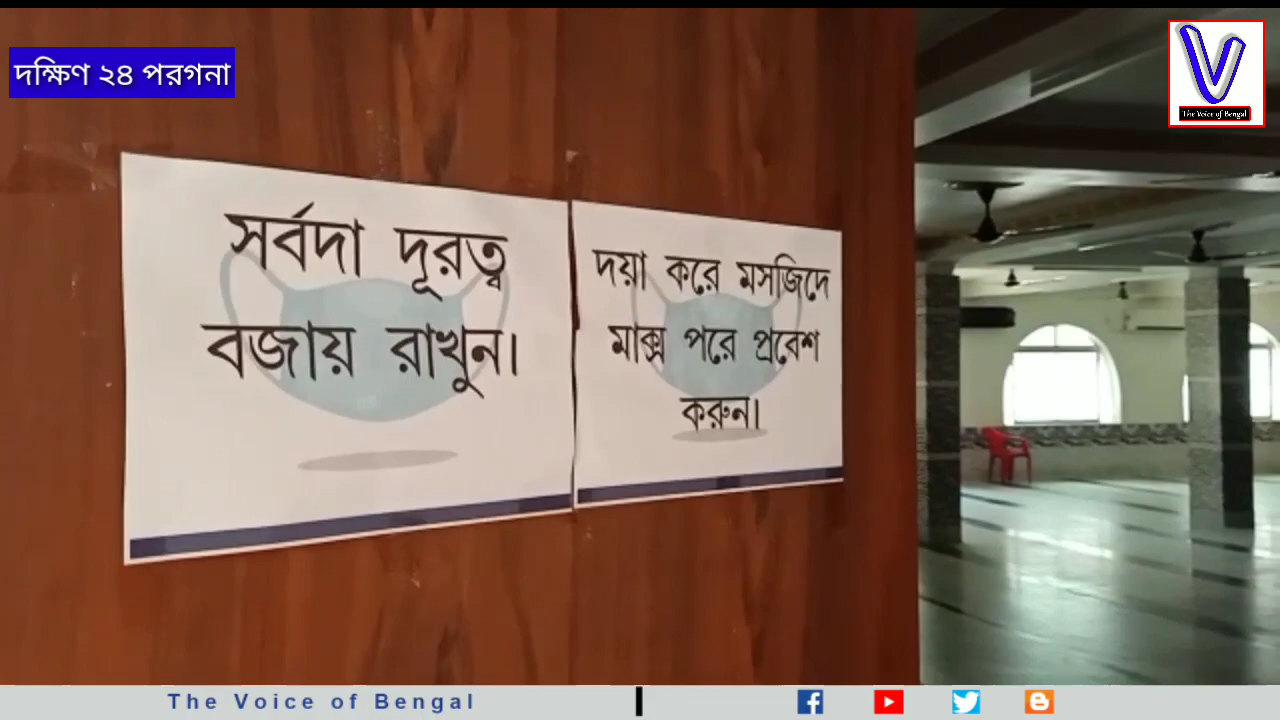 দক্ষিণ ২৪ পরগনা
The Voice of Bengal
সর্বদা দূরত্ব
বজায় রাখুন।
দয়া করে মসজিদে
মাক্স পরে প্রবেশ
করুন।
The Voice of Bengal